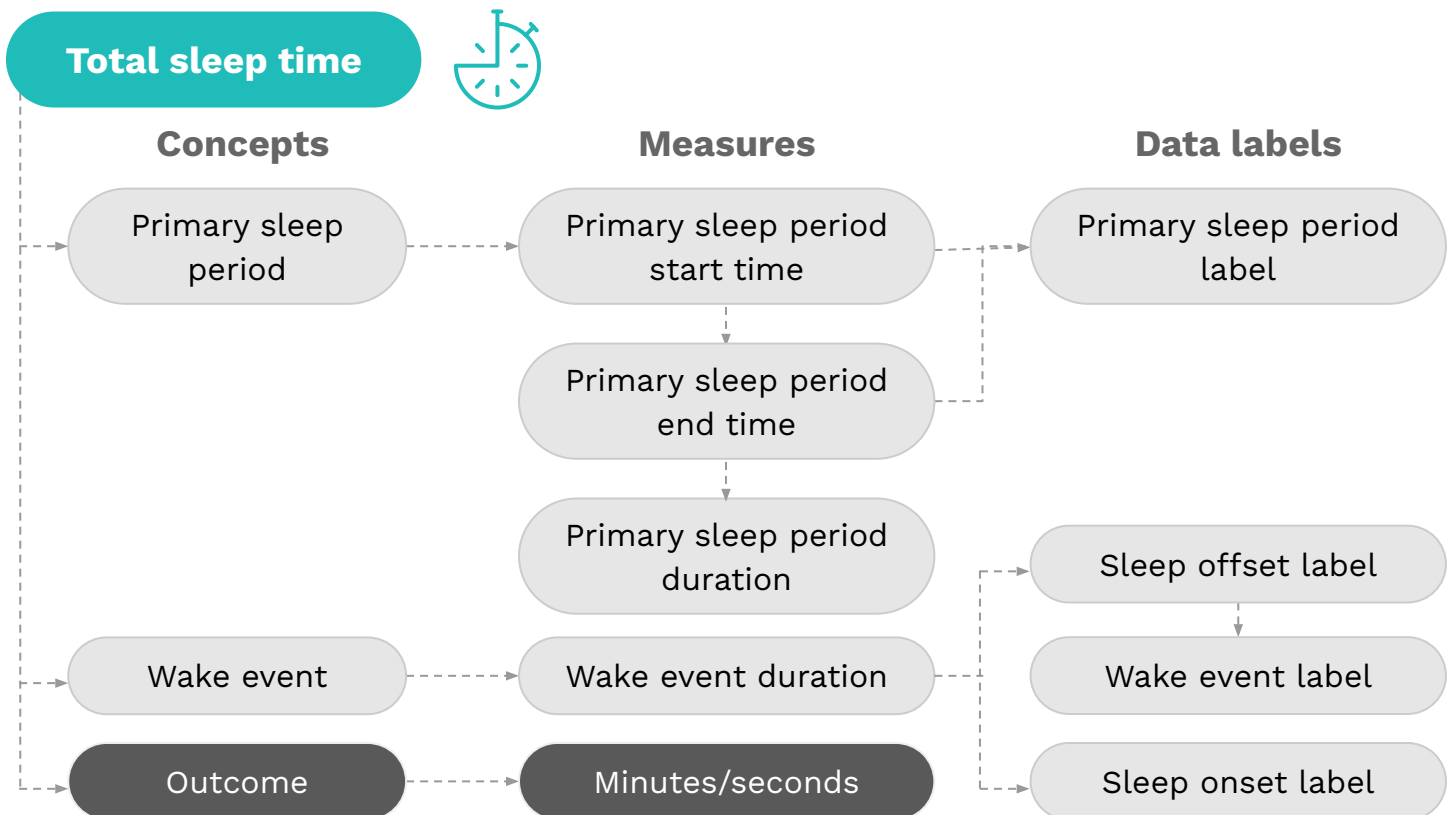 Total sleep time
Concepts
Measures
Data labels
Primary sleep
period
Primary sleep period
start time
Primary sleep period
label
Primary sleep period
end time
Primary sleep period
duration
Sleep offset label
Wake event
Wake event duration
Wake event label
Outcome
Minutes/seconds
Sleep onset label